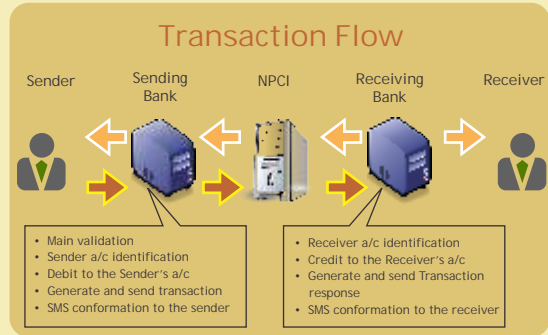 Transaction Flow
Sender
Sending
Bank
NPCI
Receiving
Bank
Receiver
• Main validation
• Sender a/c identification
• Debit to the Sender's a/c
• Generate and send transaction
• SMS conformation to the sender
• Receiver a/c identification
• Credit to the Receiver's a/c
• Generate and send Transaction
response
• SMS conformation to the receiver